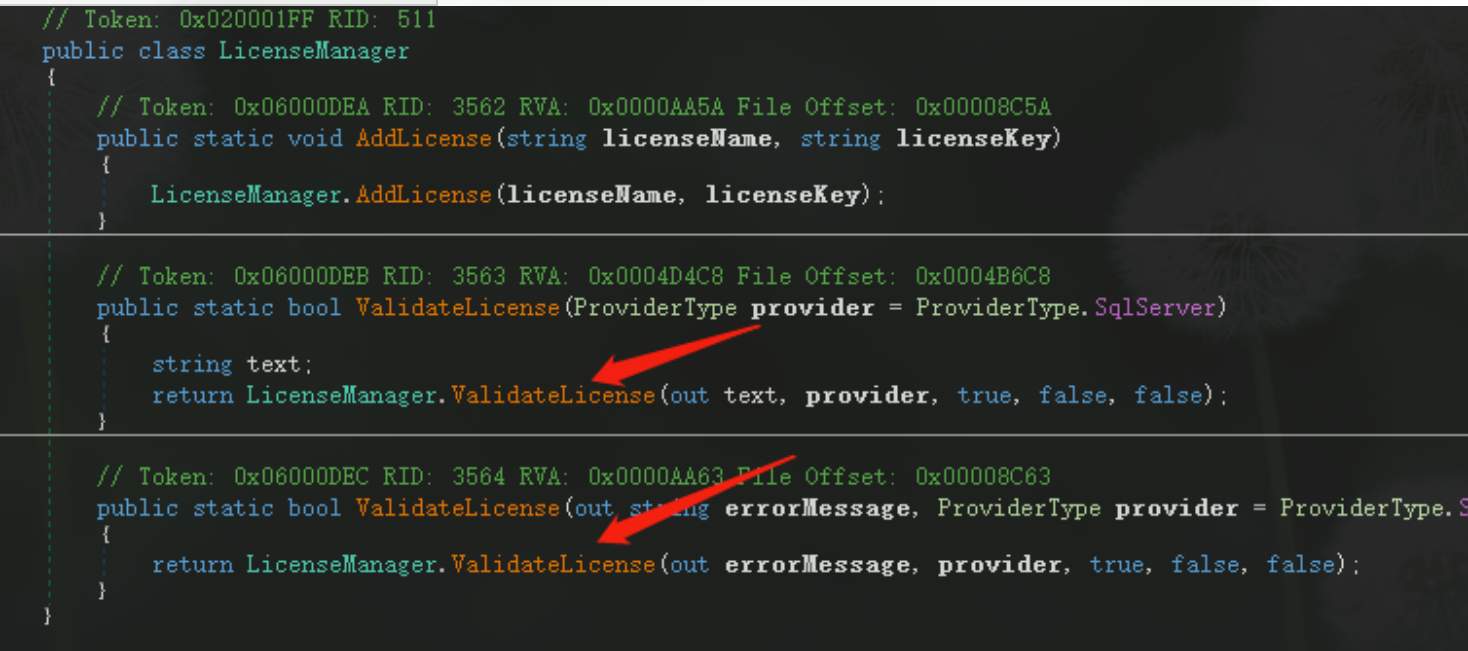 // Token: 0x020001FF RID: 511
public class LicenseManager
{
// Token: 0x06000DEA RID: 3562 RVA: 0x0000AA5A File Offset: 0x00008C5A
public static void AddLicense(string licenseName, string licenseKey)
{
LicenseManager.AddLicense(licenseName, licenseKey);
}
// Token: 0x06000DEB RID: 3563 RVA: 0x0004D4C8 File Offset: 0x0004B6C8
public static bool ValidateLicense(ProviderType provider = ProviderType.SqlServer)
{
string text;
return LicenseManager.ValidateLicense(out text, provider, true, false, false);
}
// Token: 0x06000DEC RID: 3564 RVA: 0x0000AA63 File Offset: 0x00008C63
public static bool ValidateLicense(out string errorMessage, ProviderType provider = ProviderType.S
{
return LicenseManager.ValidateLicense(out errorMessage, provider, true, false, false);
}
}